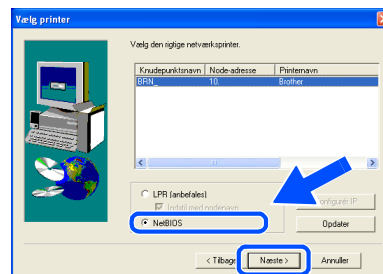 Vælg printer
Vælg den rigtige netværksprinter.
Knudepunktsnavn Node-adresse Printernavn
BRN_ 10. Brother
LPR (anbefales)
Indstil med nodenavn
Konfigurér IP
NetBIOS
Opdater
< Tilbage Næste > Annuller